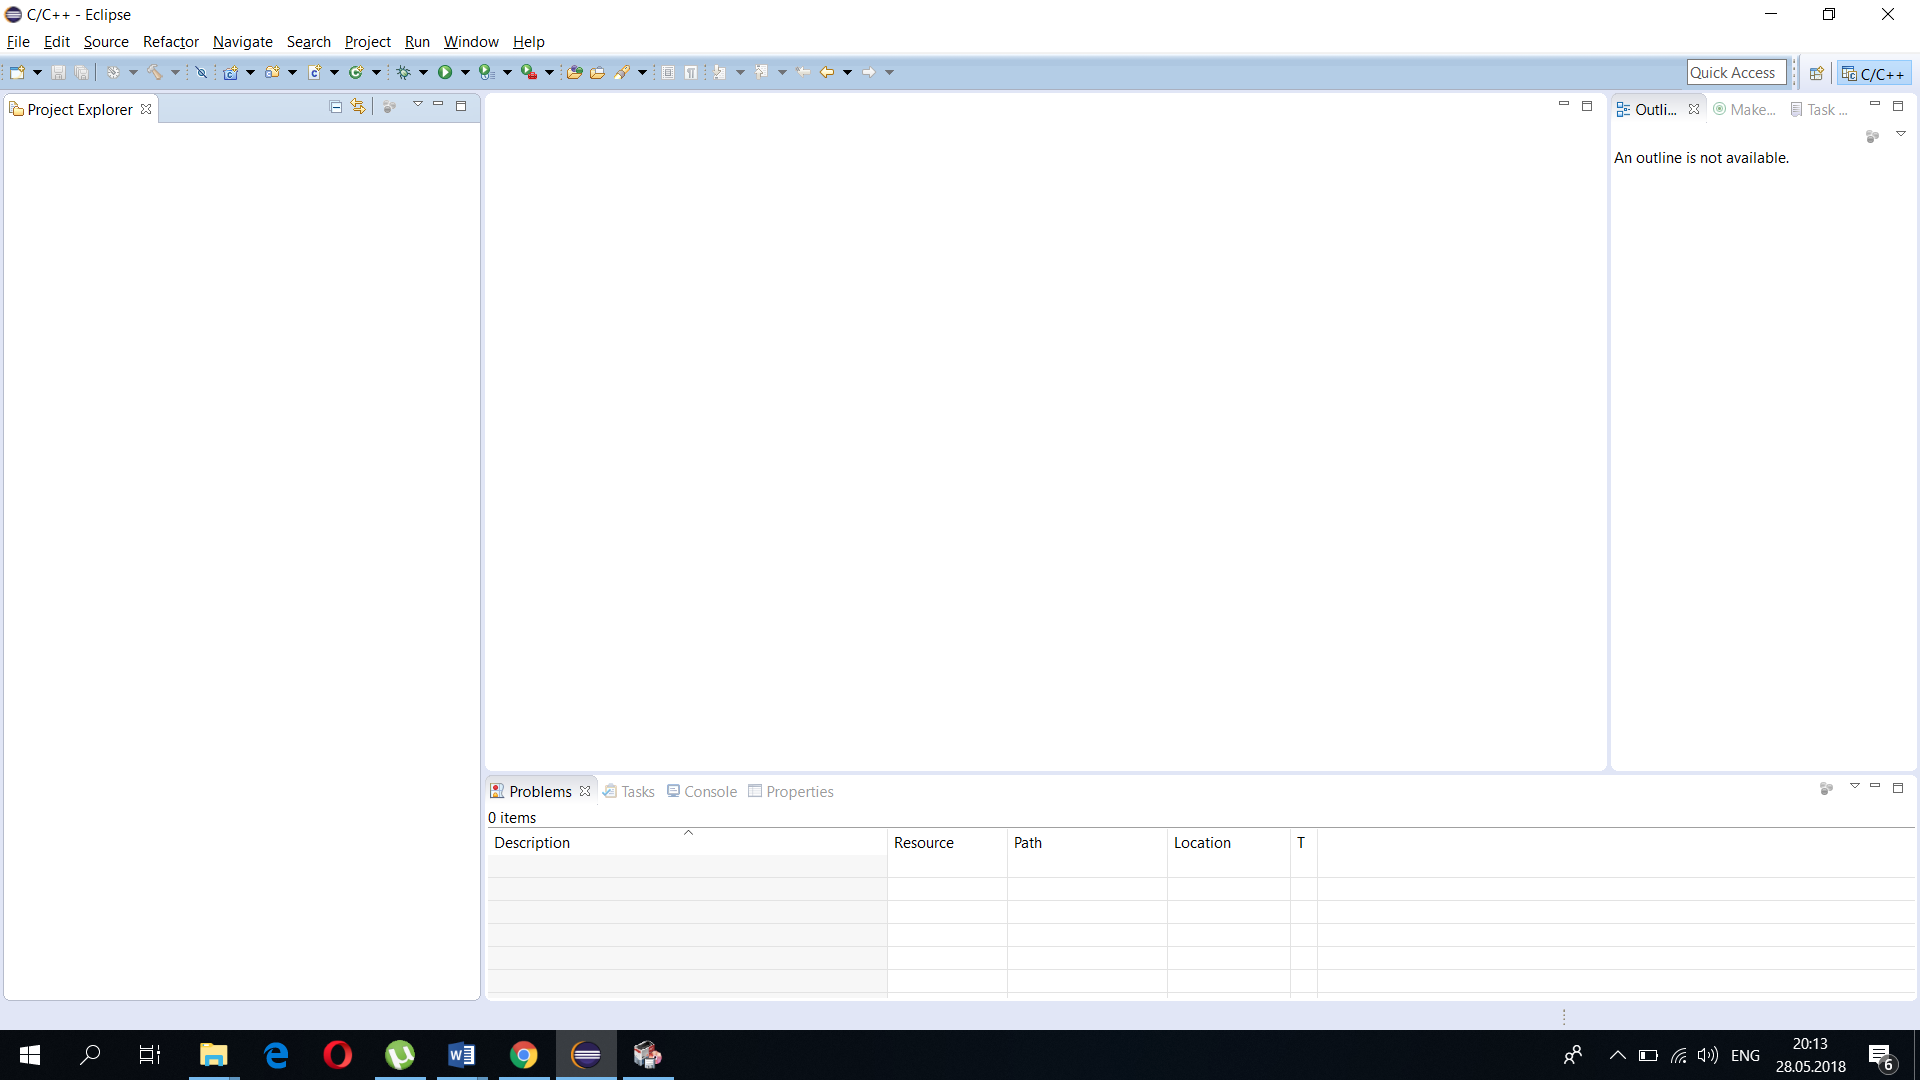 C/C++ - Eclipse
File Edit Source Refactor Navigate Search Project Run Window Help
Quick Access
C/C++
Project Explorer
Outli... Make... Task ...
An outline is not available.
Problems Tasks Console Properties
0 items
Description Resource Path Location T
ENG
20:13
28.05.2018
6